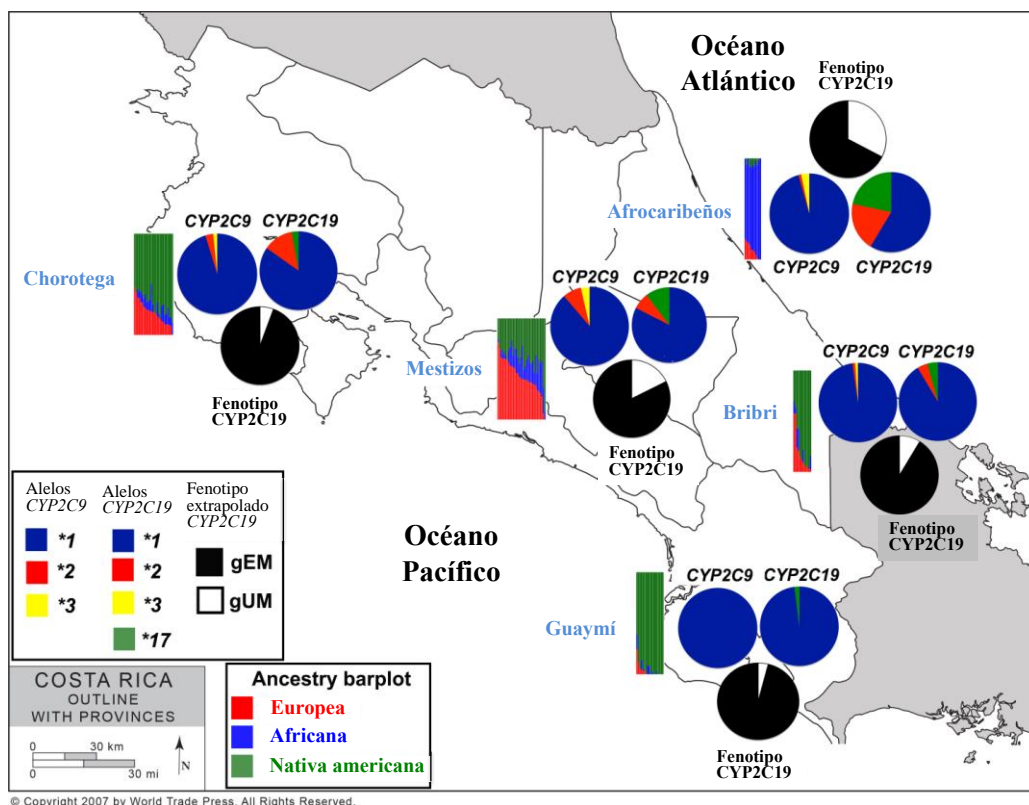 Océano
Atlántico
Fenotipo
CYP2C19
Afrocaribeños
CYP2C9
CYP2C19
CYP2C9
CYP2C19
Chorotega
Fenotipo
CYP2C19
CYP2C9
CYP2C19
Mestizos
Fenotipo
CYP2C19
CYP2C9
CYP2C19
Bribri
Fenotipo
CYP2C19
Océano
Pacífico
CYP2C9
CYP2C19
Guaymí
Fenotipo
CYP2C19
Alelos
CYP2C9
*1
*2
*3
Alelos
CYP2C19
*1
*2
*3
*17
Fenotipo
extrapolado
CYP2C19
gEM
gUM
COSTA RICA
OUTLINE
WITH PROVINCES
0 30 km
0 30 mi
N
Ancestry barplot
Europea
Africana
Nativa americana
© Copyright 2007 by World Trade Press. All Rights Reserved.